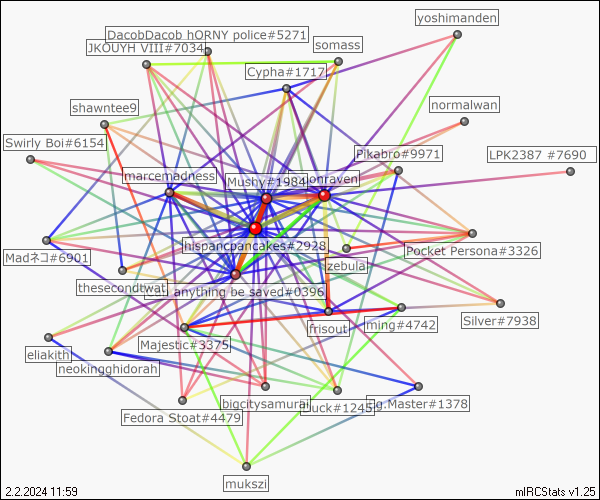 yoshimanden
DacobDacob hORNY police#5271
JKOUYH VIII#7034
somass
Cypha#1717
shawntee9
normalwan
Swirly Boi#6154
Pikabro#9971
LPK2387 #7690
marcemadness
Mushy#1984
onraven
hispancpancakes#2928
Madネコ#6901
Pocket Persona#3326
zebula
thesecondtwat
anything be saved#0396
Silver#7938
frisout
ming#4742
Majestic#3375
eliakith
neokingghidorah
bigcitysamurai
uck#1245
g.Master#1378
Fedora Stoat#4479
mukszi
2.2.2024 11:59
mIRCStats v1.25